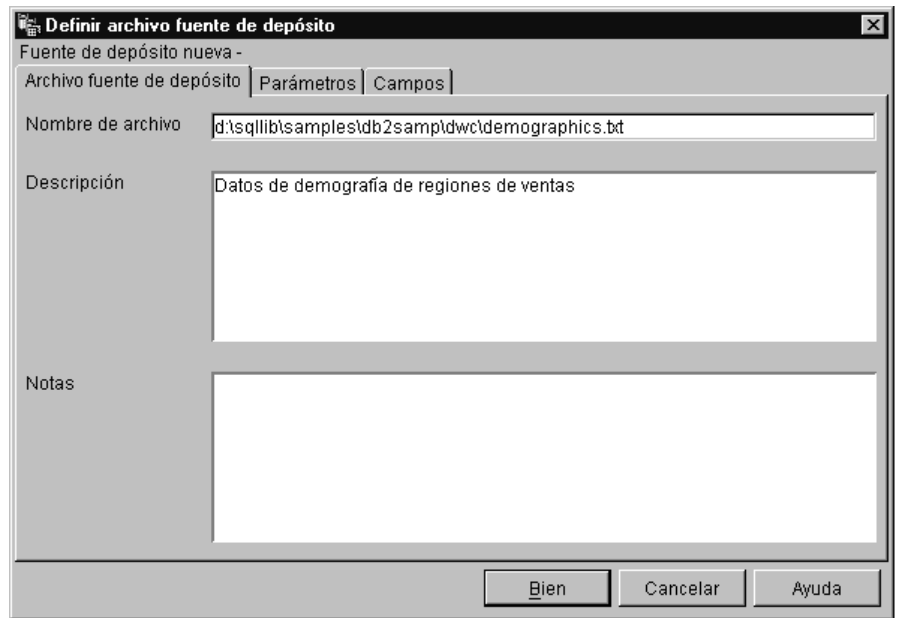 Definir archivo fuente de depósito
Fuente de depósito nueva -
Archivo fuente de depósito Parámetros Campos
Nombre de archivo d:\sqllib\samples\db2samp\dwc\demographics.txt
Descripción Datos de demografía de regiones de ventas
Notas
Bien Cancelar Ayuda